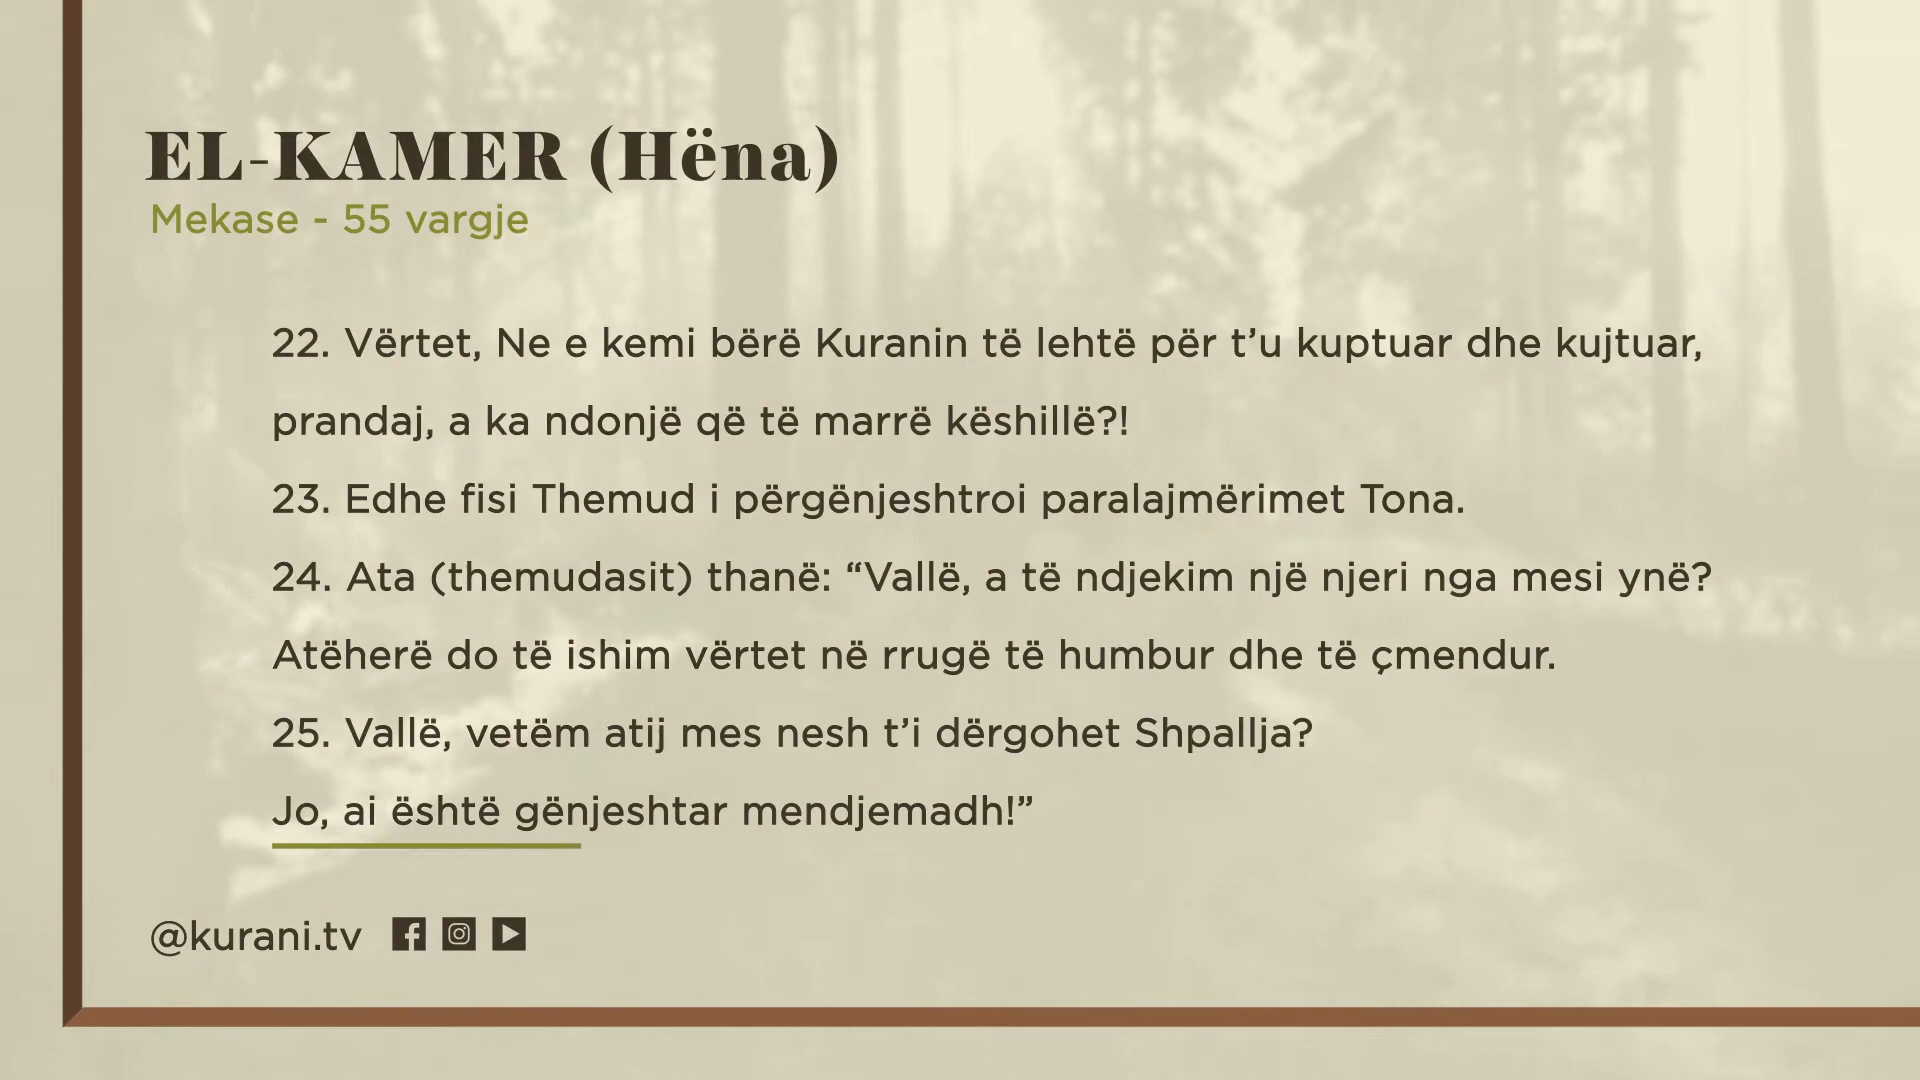 EL-KAMER (Hëna)
Mekase - 55 vargje
22. Vërtet, Ne e kemi bërë Kuranin të lehtë për t’u kuptuar dhe kujtuar,
prandaj, a ka ndonjë që të marrë këshillë?!
23. Edhe fisi Themud i përgënjeshtroi paralajmërimet Tona.
24. Ata (themudasit) thanë: “Vallë, a të ndjekim një njeri nga mesi ynë?
Atëherë do të ishim vërtet në rrugë të humbur dhe të çmendur.
25. Vallë, vetëm atij mes nesh t’i dërgohet Shpallja?
Jo, ai është gënjeshtar mendjemadh!”
@kurani.tv